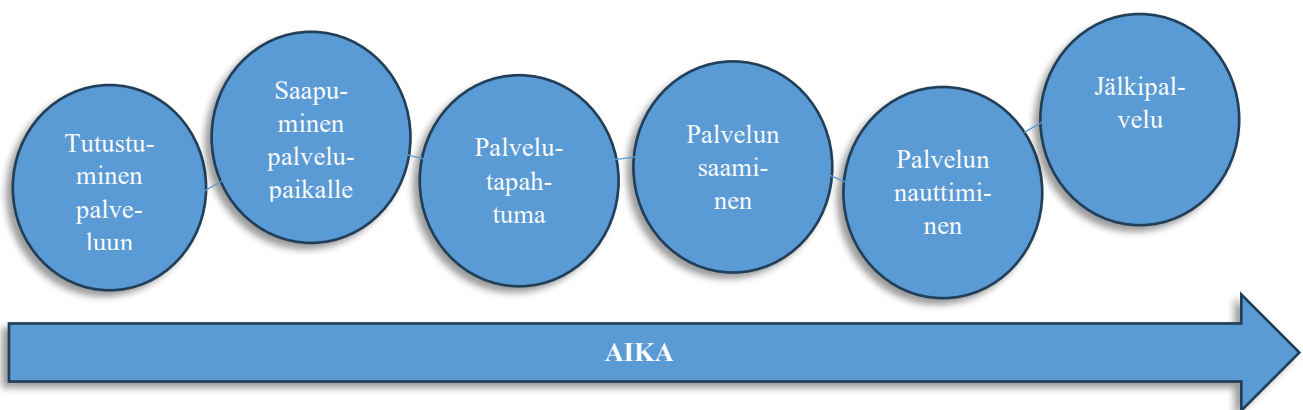 Tutustu-
minen
palve-
luun
Saapu-
minen
palvelu-
paikalle
Palvelu-
tapah-
tuma
Palvelun
saami-
nen
Palvelun
nauttimi-
nen
Jälkipal-
velu
AIKA